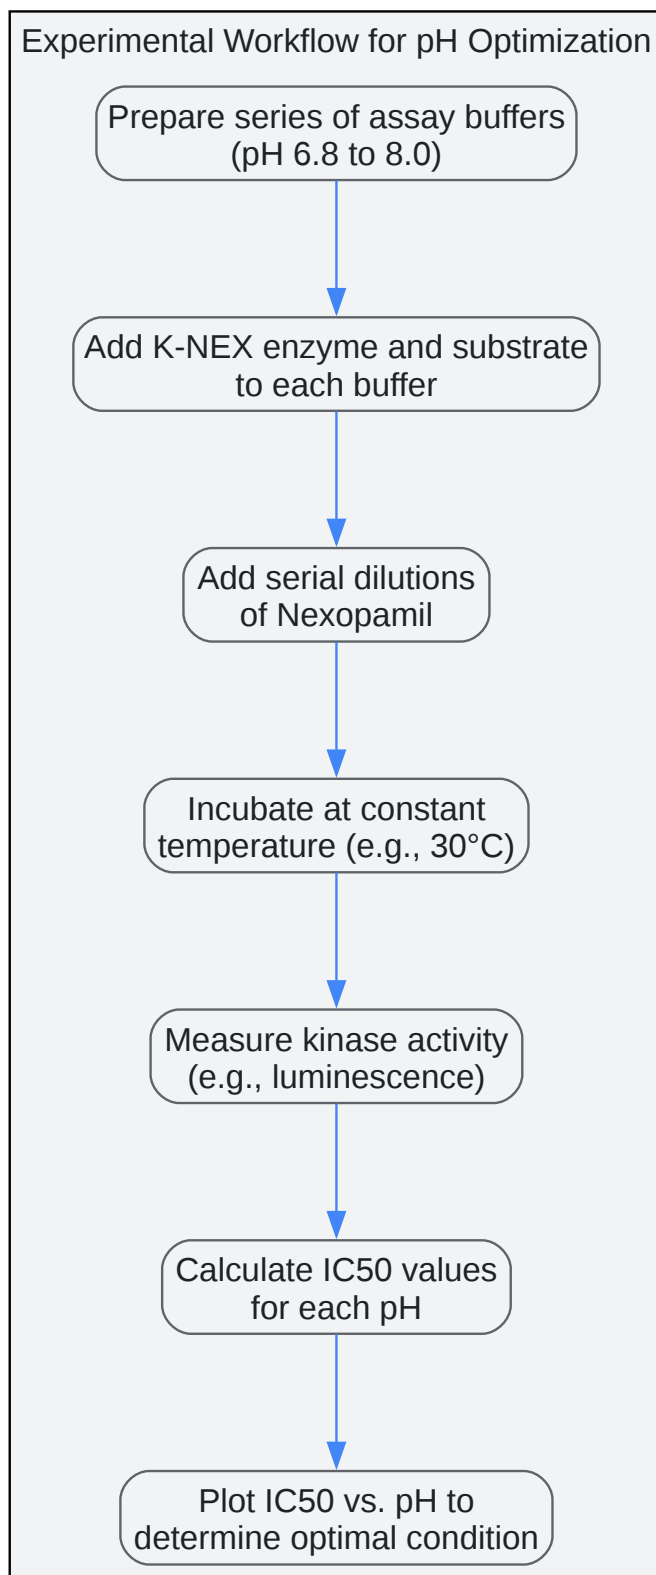 Experimental Workflow for pH Optimization
Prepare series of assay buffers
(pH 6.8 to 8.0)
Add K-NEX enzyme and substrate
to each buffer
Add serial dilutions
of Nexopamil
Incubate at constant
temperature (e.g., 30°C)
Measure kinase activity
(e.g., luminescence)
Calculate IC50 values
for each pH
Plot IC50 vs. pH to
determine optimal condition